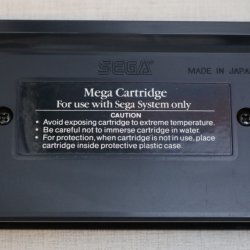 SEGA
MADE IN JAPAN
Mega Cartridge
For use with Sega System only
CAUTION
• Avoid exposing cartridge to extreme temperature.
• Be careful not to immerse cartridge in water.
• For protection, when cartridge is not in use, place
cartridge inside protective plastic case.